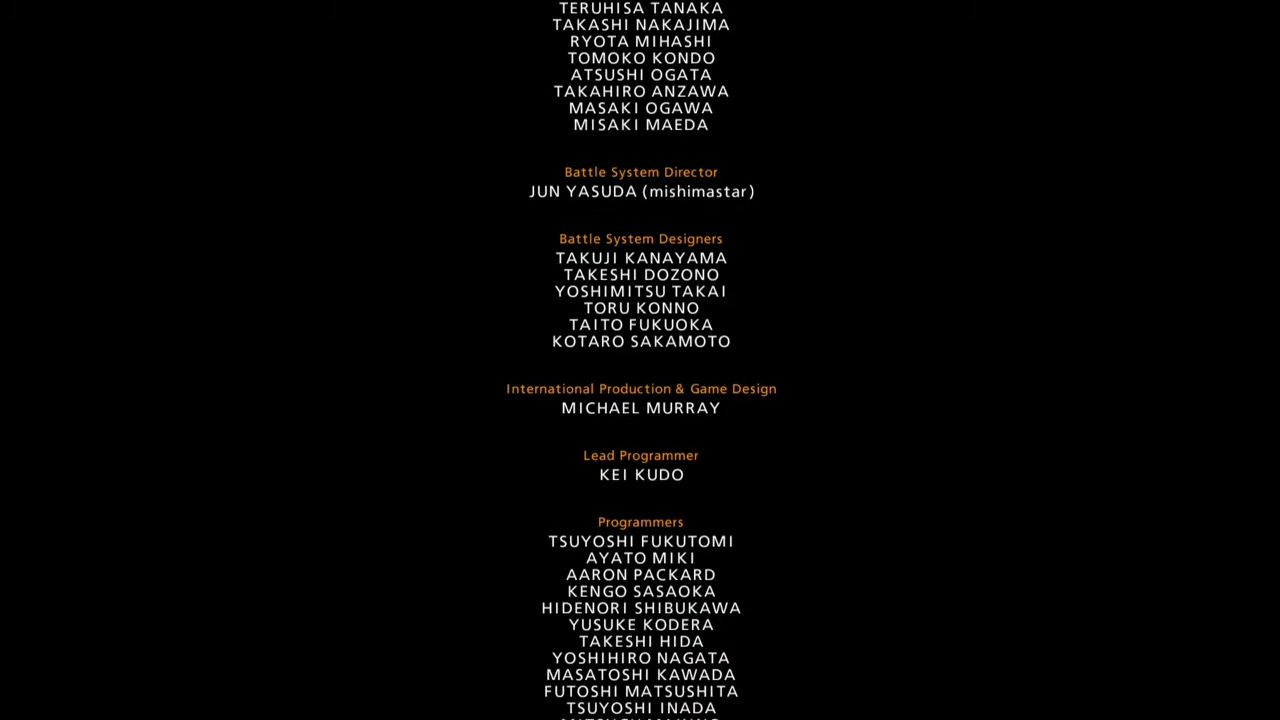 TERUHISA TANAKA
TAKASHI NAKAJIMA
RYOTA MIHASHI
TOMOKO KONDO
ATSUSHI OGATA
TAKAHIRO ANZAWA
MASAKI OGAWA
MISAKI MAEDA
Battle System Director
JUN YASUDA (mishimastar)
Battle System Designers
TAKUJI KANAYAMA
TAKESHI DOZONO
YOSHIMITSU TAKAI
TORU KONNO
TAITO FUKUOKA
KOTARO SAKAMOTO
International Production & Game Design
MICHAEL MURRAY
Lead Programmer
KEI KUDO
Programmers
TSUYOSHI FUKUTOMI
AYATO MIKI
AARON PACKARD
KENGO SASAOKA
HIDENORI SHIBUKAWA
YUSUKE KODERA
TAKESHI HIDA
YOSHIHIRO NAGATA
MASATOSHI KAWADA
FUTOSHI MATSUSHITA
TSUYOSHI INADA